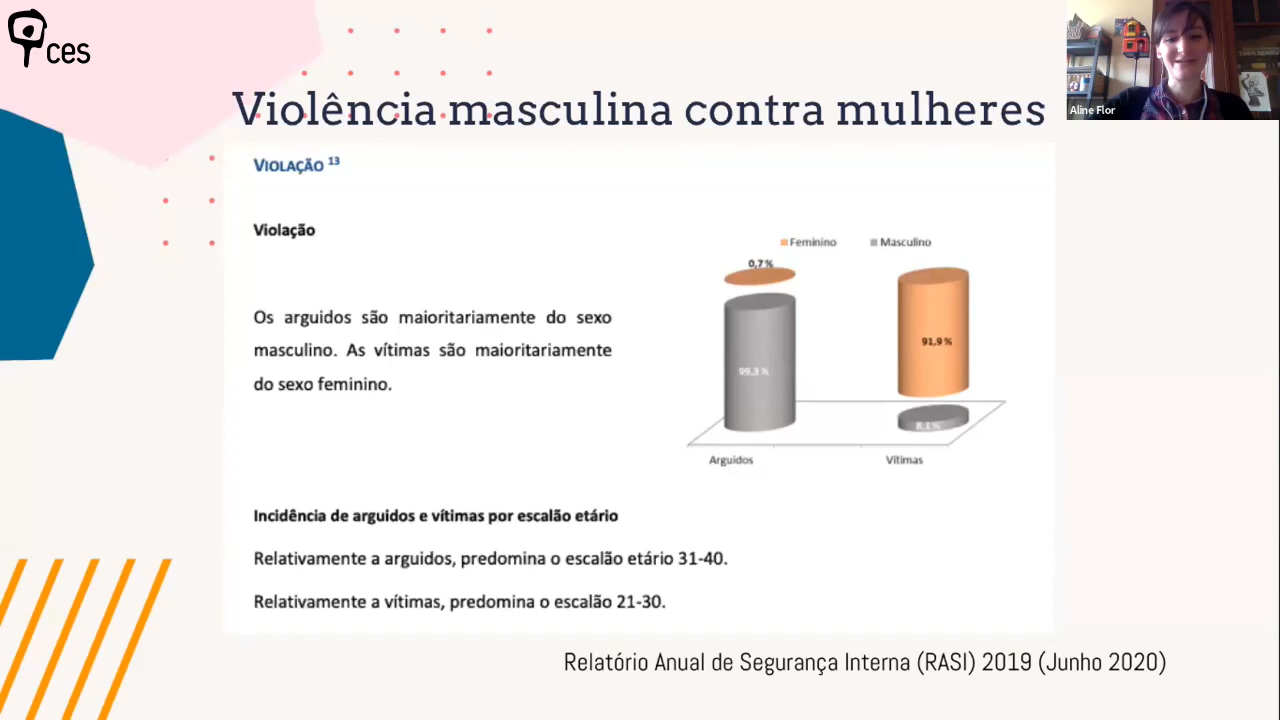 ces
Violência masculina contra mulheres
Aline Flor
VIOLAÇÃO 13
Violação
Feminino
Masculino
0,7 %
Os arguidos são maioritariamente do sexo
masculino. As vítimas são maioritariamente
do sexo feminino.
91,9 %
99,3 %
8,1%
Arguidos
Vítimas
Incidência de arguidos e vítimas por escalão etário
Relativamente a arguidos, predomina o escalão etário 31-40.
Relativamente a vítimas, predomina o escalão 21-30.
Relatório Anual de Segurança Interna (RASI) 2019 (Junho 2020)